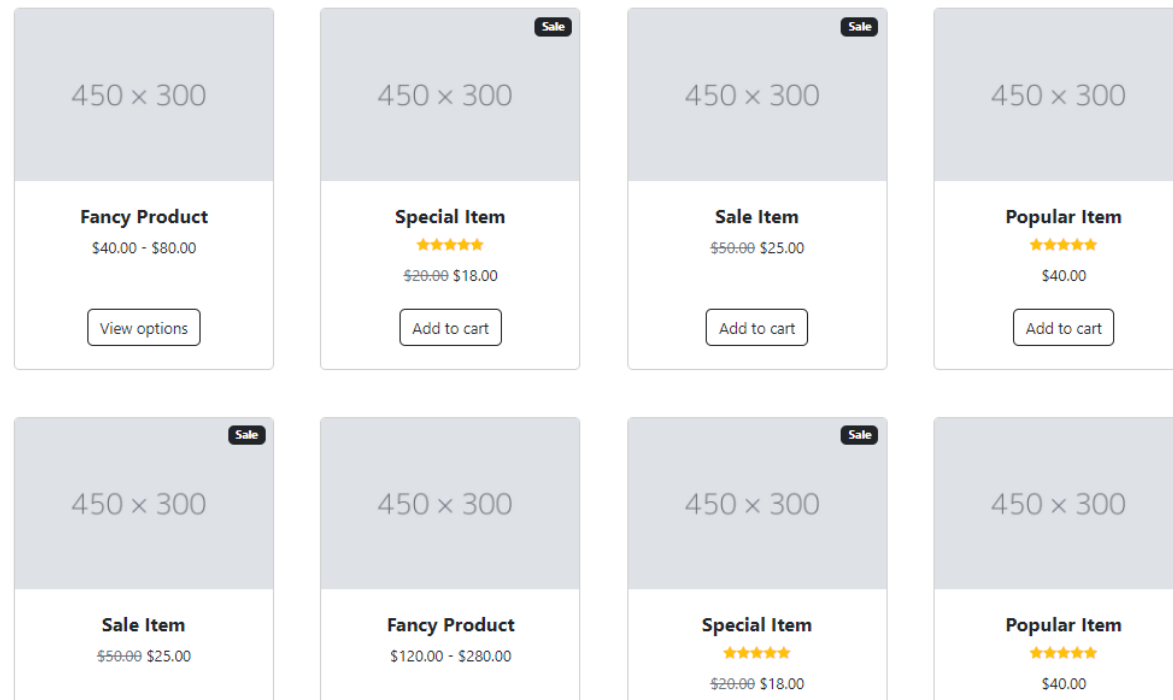 450 × 300
Fancy Product
$40.00 - $80.00
View options
Sale
450 × 300
Special Item
$20.00 $18.00
Add to cart
Sale
450 × 300
Sale Item
$50.00 $25.00
Add to cart
450 × 300
Popular Item
$40.00
Add to cart
Sale
450 × 300
Sale Item
$50.00 $25.00
450 × 300
Fancy Product
$120.00 - $280.00
Sale
450 × 300
Special Item
$20.00 $18.00
450 × 300
Popular Item
$40.00